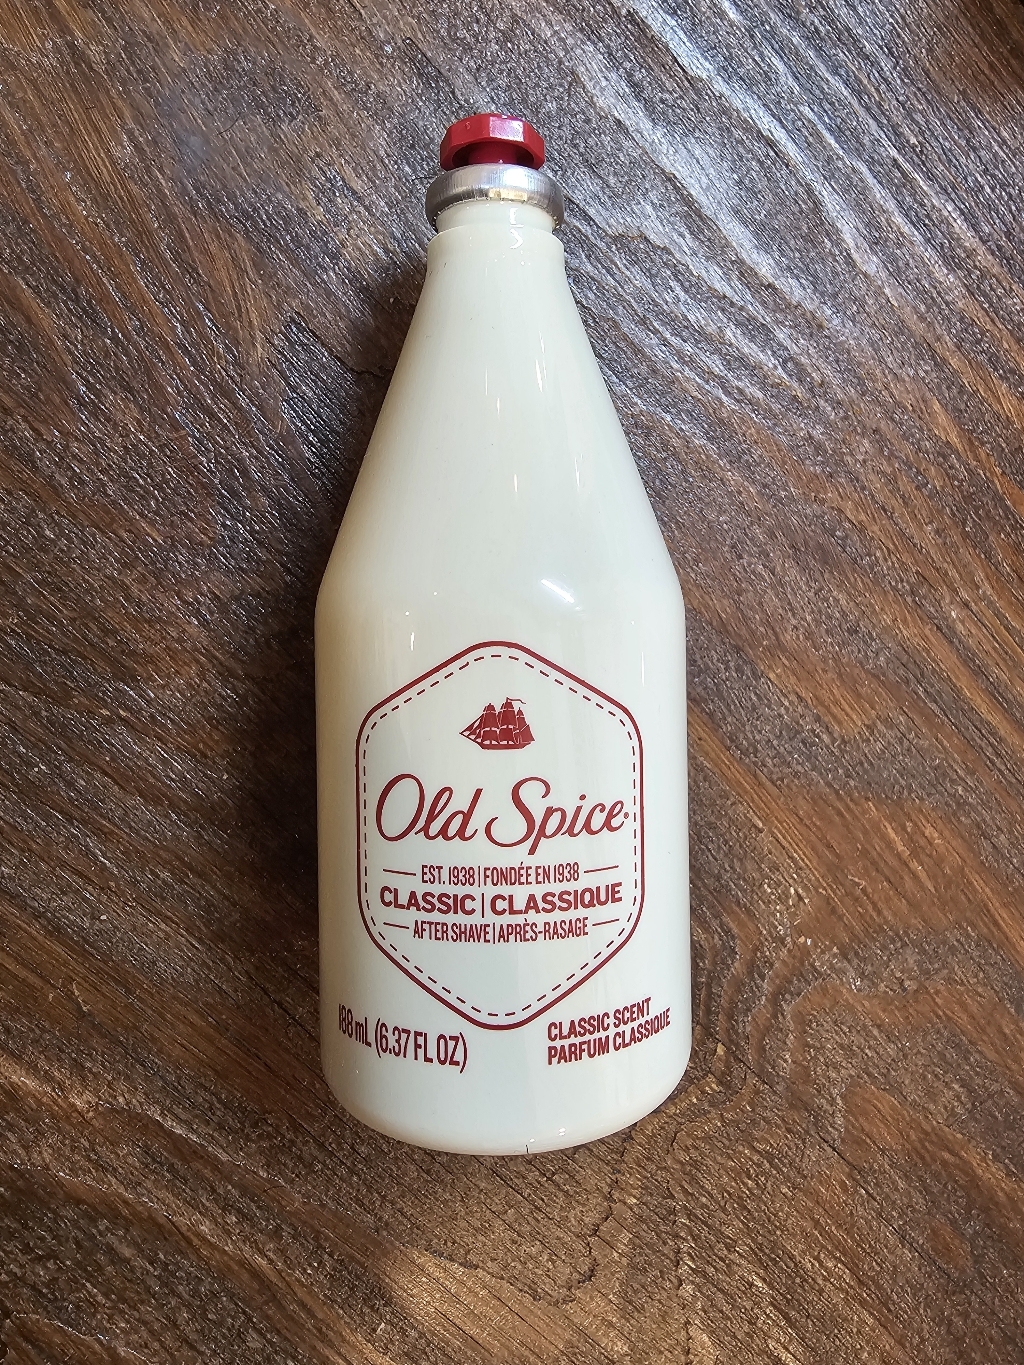 Old Spice
EST. 1938 | FONDÉE EN 1938
CLASSIC | CLASSIQUE
AFTER SHAVE | APRÈS-RASAGE
188 mL (6.37 FL OZ)
CLASSIC SCENT
PARFUM CLASSIQUE